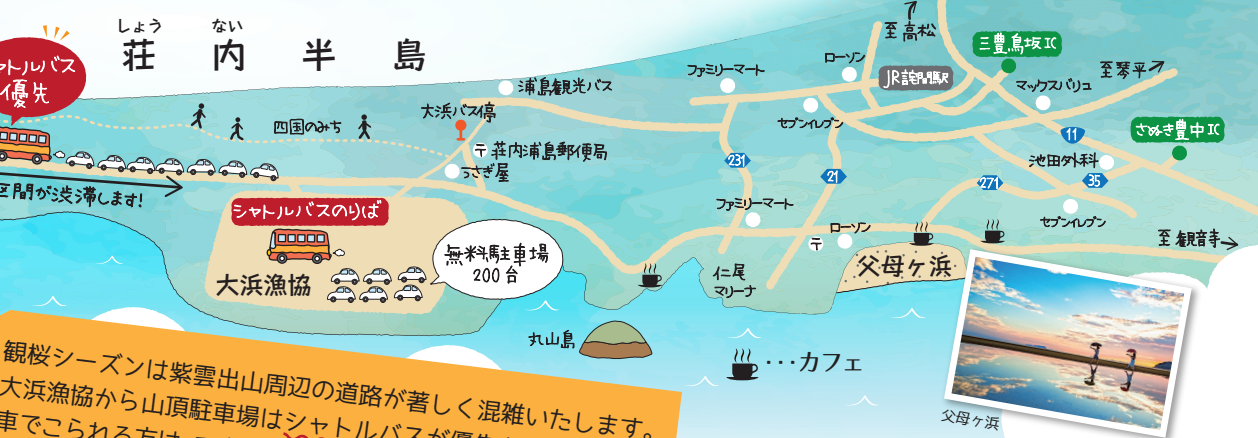 しょう ない
荘内半島
至高松
三豊鳥坂IC
ファミリーマート
ローソン
JR詫間駅
至琴平
マックスバリュ
シャトルバス
優先
浦島観光バス
大浜バス停
四国のみち
セブンイレブン
11
さぬき豊中IC
〒荘内浦島郵便局
うさぎ屋
231
池田外科
21
271
35
区間が渋滞します!
シャトルバスのりば
ファミリーマート
セブンイレブン
ローソン
〒
至観音寺
無料駐車場
200台
大浜漁協
仁尾
マリーナ
父母ヶ浜
丸山島
・・・カフェ
観桜シーズンは紫雲出山周辺の道路が著しく混雑いたします。
大浜漁協から山頂駐車場はシャトルバスが優先
車でこられる方は
父母ヶ浜